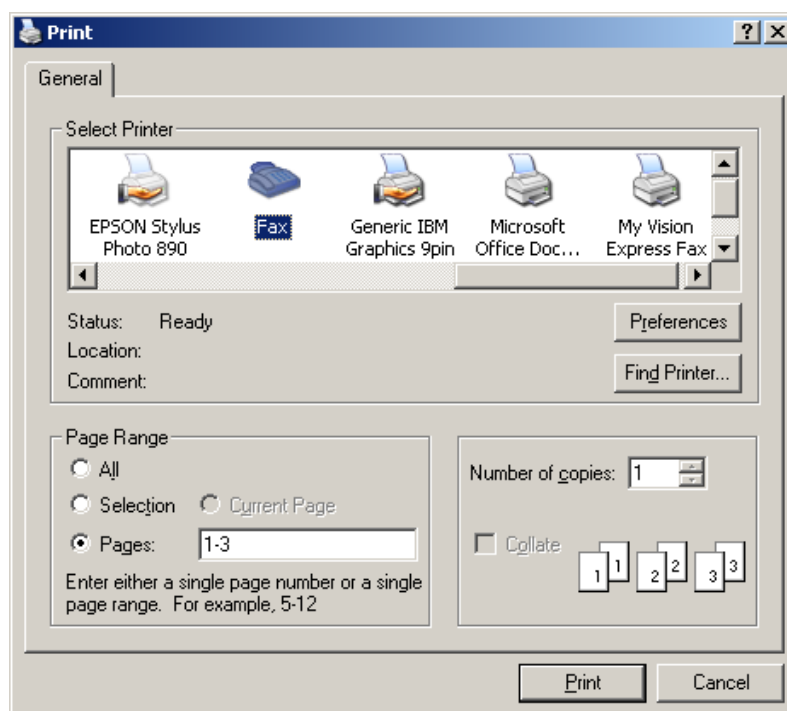 Print
General
Select Printer
EPSON Stylus Photo 890
Fax
Generic IBM Graphics 9pin
Microsoft Office Doc...
My Vision Express Fax
Status: Ready
Location:
Comment:
Preferences
Find Printer...
Page Range
All
Selection Current Page
Pages: 1-3
Enter either a single page number or a single
page range. For example, 5-12
Number of copies: 1
Collate
1 1 2 2 3 3
Print Cancel